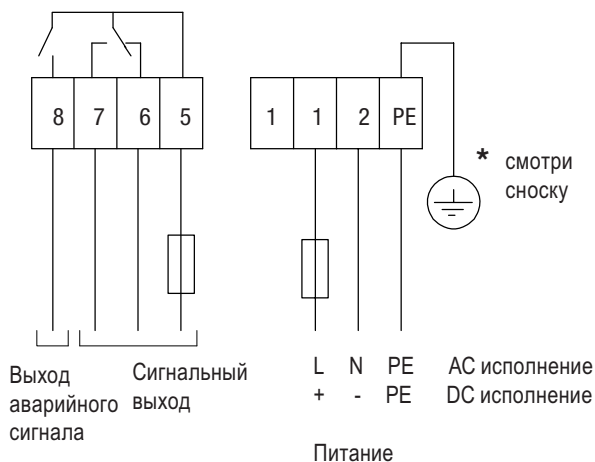 8 7 6 5
1 1 2 PE
* смотри
сноску
L N PE AC исполнение
+ - PE DC исполнение
Выход
аварийного
сигнала
Сигнальный
выход
Питание